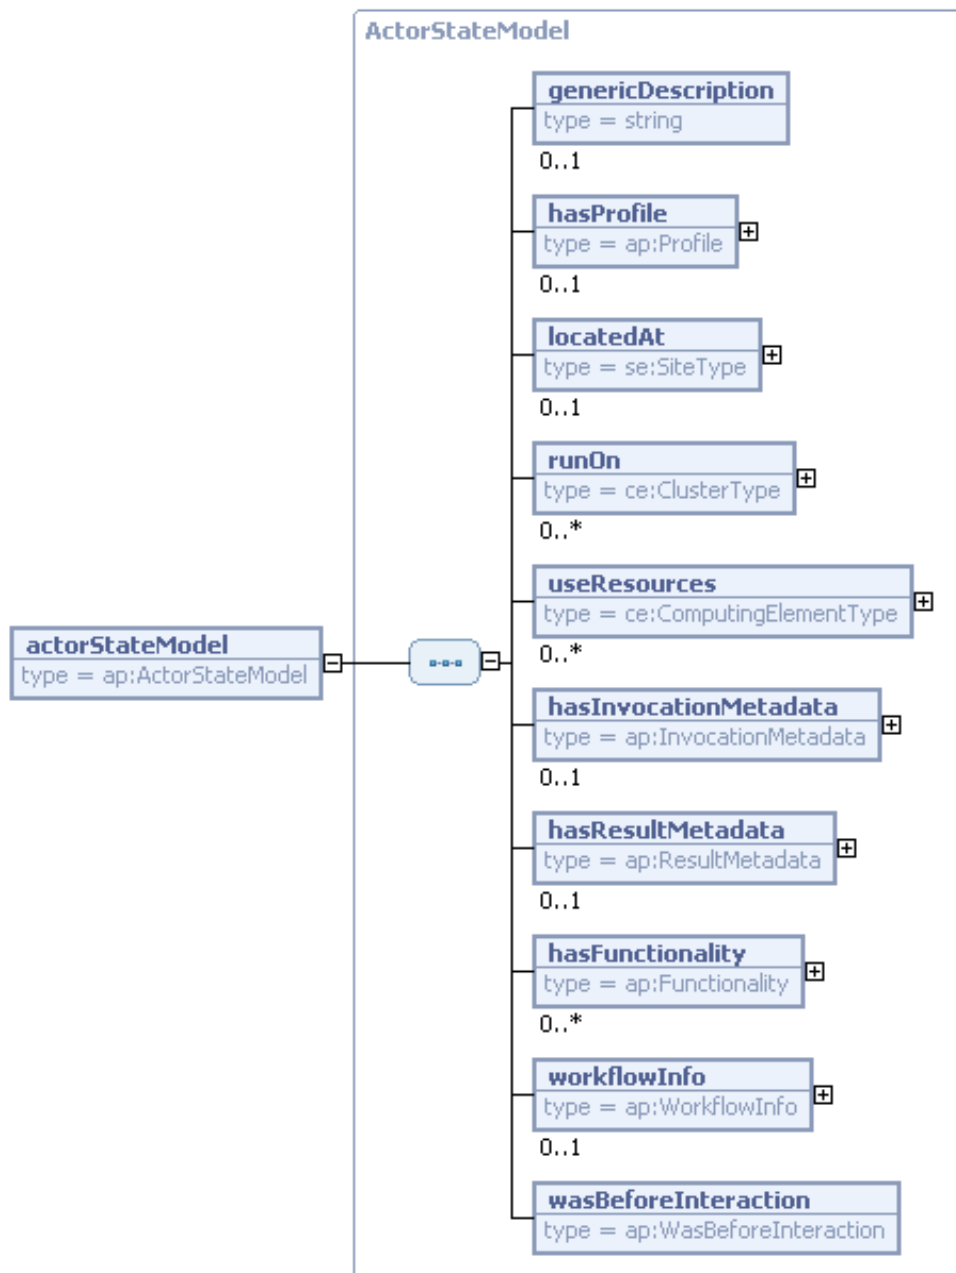 ActorStateModel
genericDescription
type = string
0..1
hasProfile
type = ap:Profile
0..1
locatedAt
type = se:SiteType
0..1
runOn
type = ce:ClusterType
0..*
useResources
type = ce:ComputingElementType
0..*
actorStateModel
type = ap:ActorStateModel
hasInvocationMetadata
type = ap:InvocationMetadata
0..1
hasResultMetadata
type = ap:ResultMetadata
0..1
hasFunctionality
type = ap:Functionality
0..*
workflowInfo
type = ap:WorkflowInfo
0..1
wasBeforeInteraction
type = ap:WasBeforeInteraction